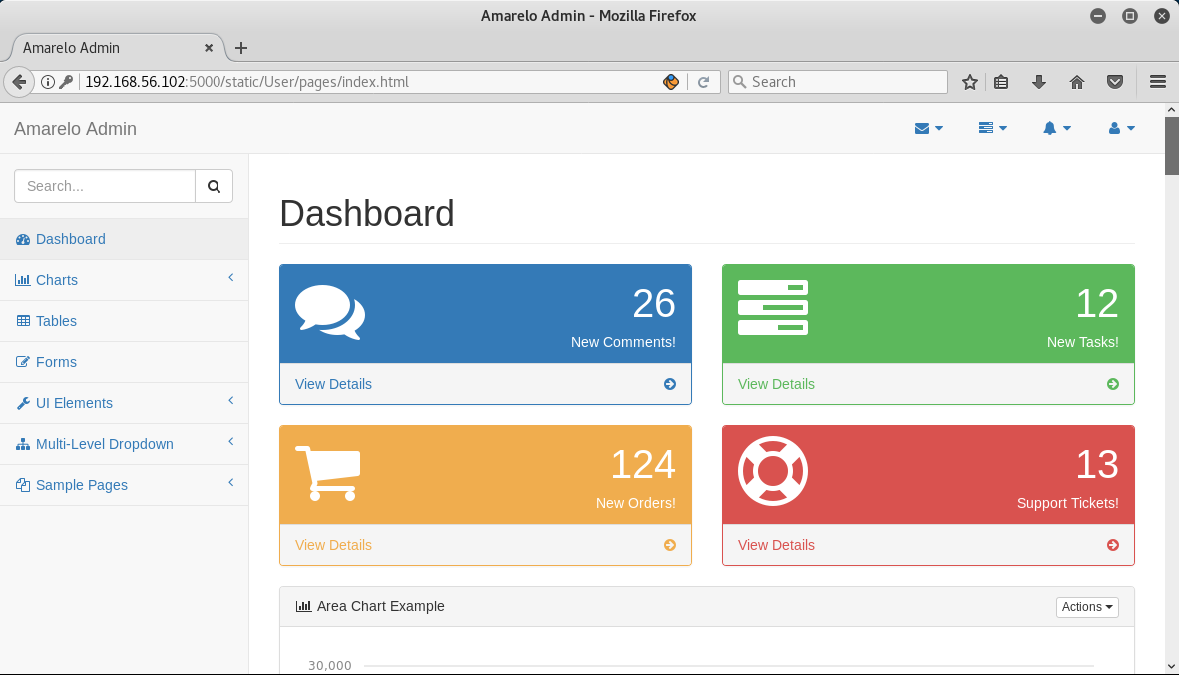 Amarelo Admin - Mozilla Firefox
Amarelo Admin
192.168.56.102:5000/static/User/pages/index.html
Search
Amarelo Admin
Search...
Dashboard
Charts
Tables
Forms
UI Elements
Multi-Level Dropdown
Sample Pages
Dashboard
26
New Comments!
View Details
12
New Tasks!
View Details
124
New Orders!
View Details
13
Support Tickets!
View Details
Area Chart Example
Actions
30,000